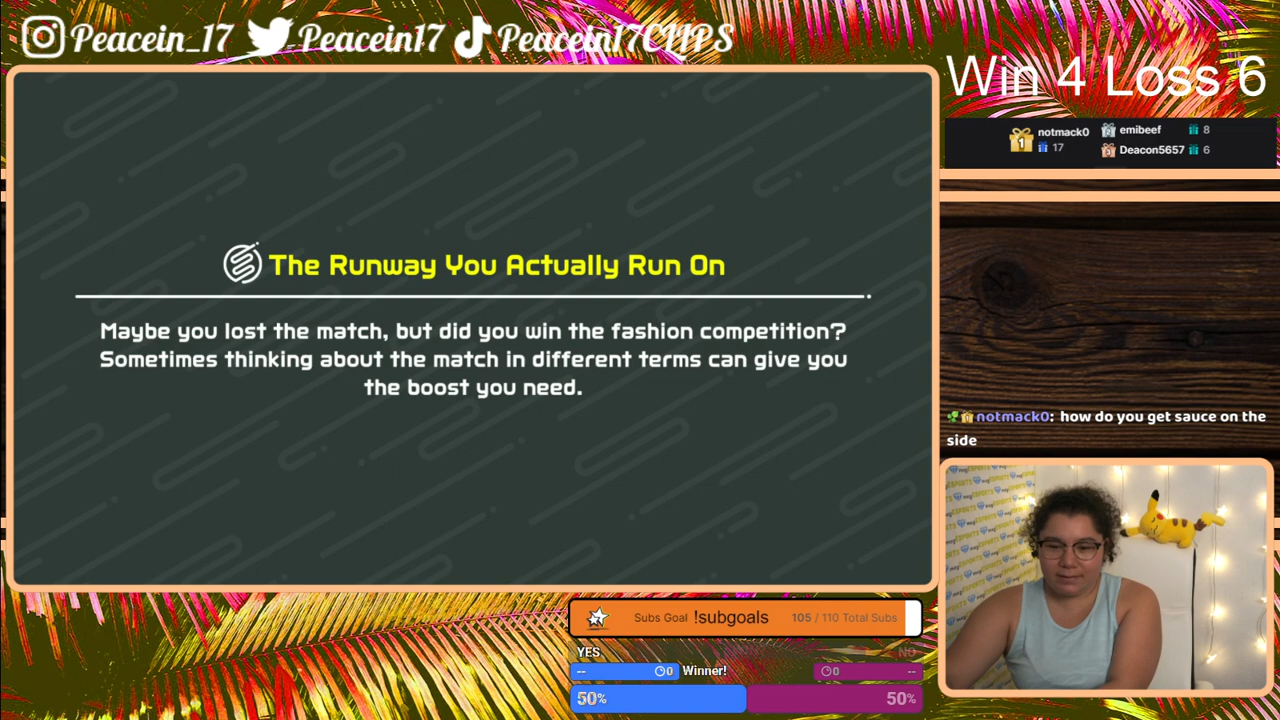 Peacein_17 Peacein17 Peacein17ClIPS
Win 4 Loss 6
1 notmack0 17
emibeef 8
Deacon5657 6
The Runway You Actually Run On
Maybe you lost the match, but did you win the fashion competition?
Sometimes thinking about the match in different terms can give you
the boost you need.
notmack0: how do you get sauce on the
side
Subs Goal !subgoals 105 / 110 Total Subs
YES NO
-- 0 Winner! 0 --
50% 50%